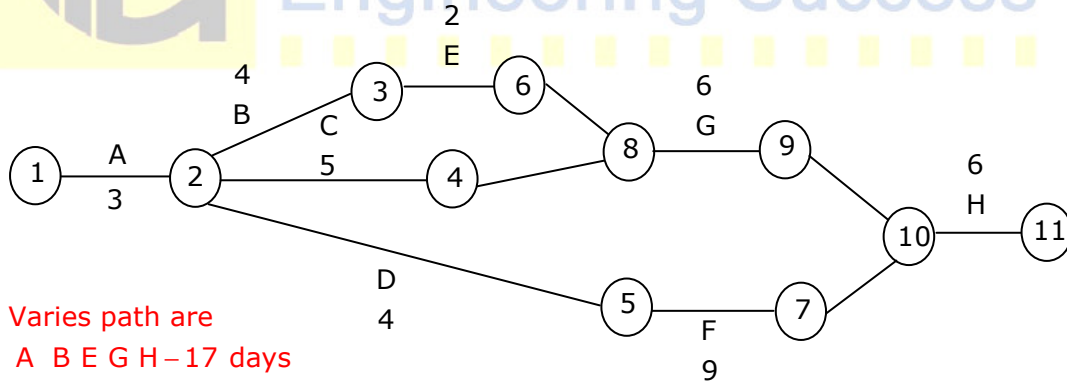 Engineering Success
2
E
4
B
3
6
6
G
C
5
8
9
A
3
1
2
4
6
H
10
11
D
4
5
7
F
9
Varies path are
A B E G H – 17 days